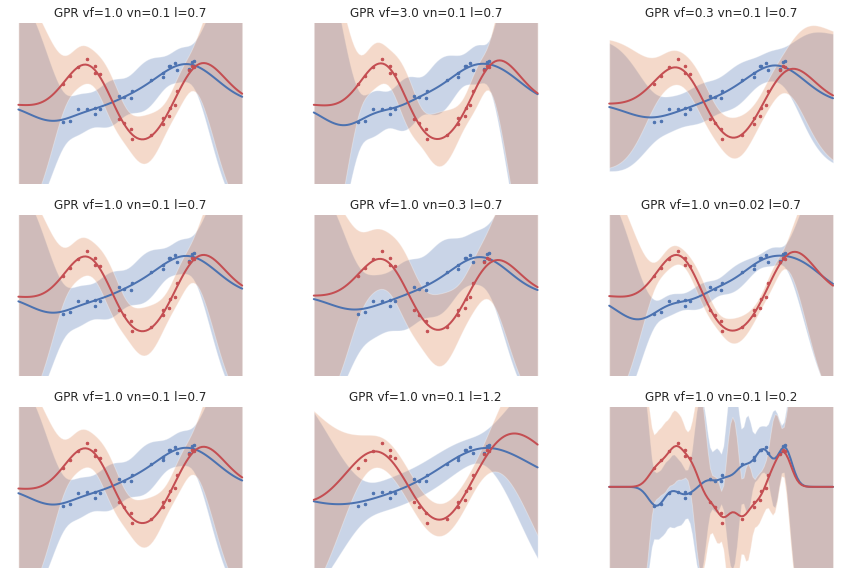 GPR vf=1.0 vn=0.1 l=0.7
GPR vf=3.0 vn=0.1 l=0.7
GPR vf=0.3 vn=0.1 l=0.7
GPR vf=1.0 vn=0.1 l=0.7
GPR vf=1.0 vn=0.3 l=0.7
GPR vf=1.0 vn=0.02 l=0.7
GPR vf=1.0 vn=0.1 l=0.7
GPR vf=1.0 vn=0.1 l=1.2
GPR vf=1.0 vn=0.1 l=0.2